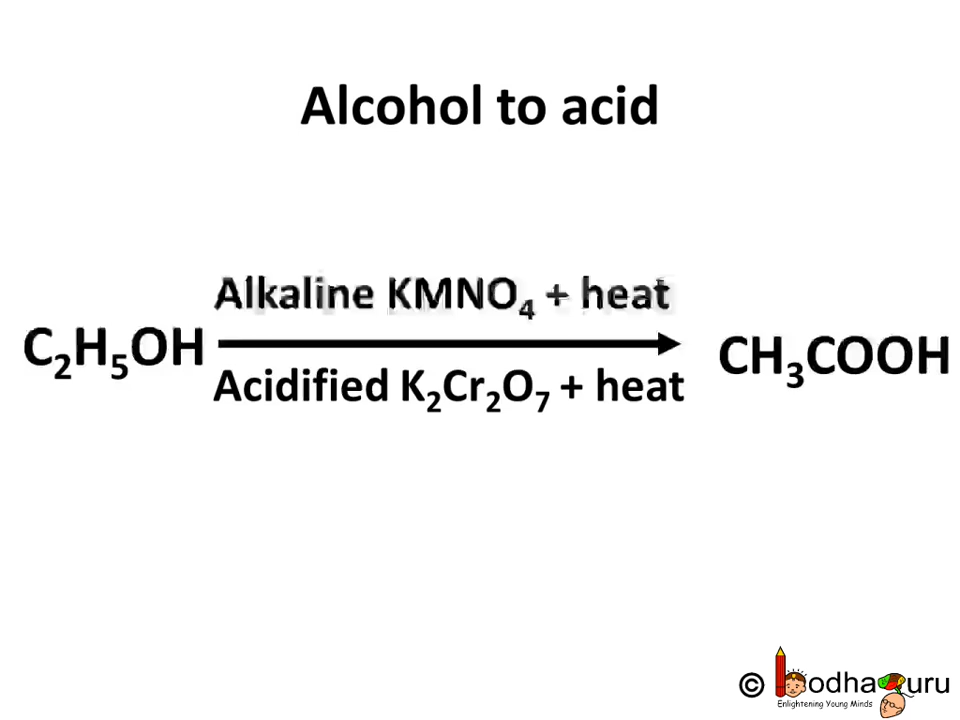 Alcohol to acid
Alkaline KMNO₄ + heat
C₂H₅OH
CH₃COOH
Acidified K₂Cr₂O₇ + heat
© bodhaguru
Enlightening Young Minds